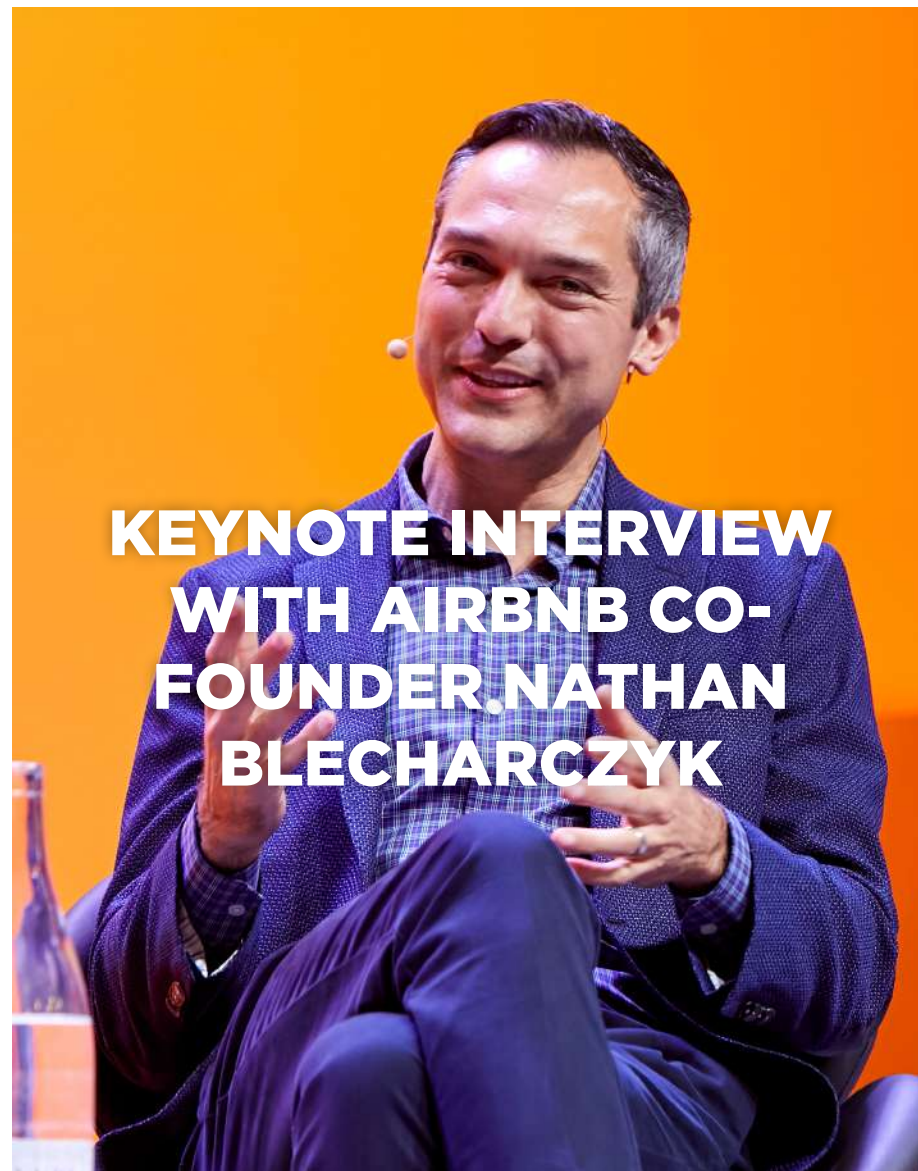 KEYNOTE INTERVIEW
WITH AIRBNB CO-
FOUNDER NATHAN
BLECHARCZYK